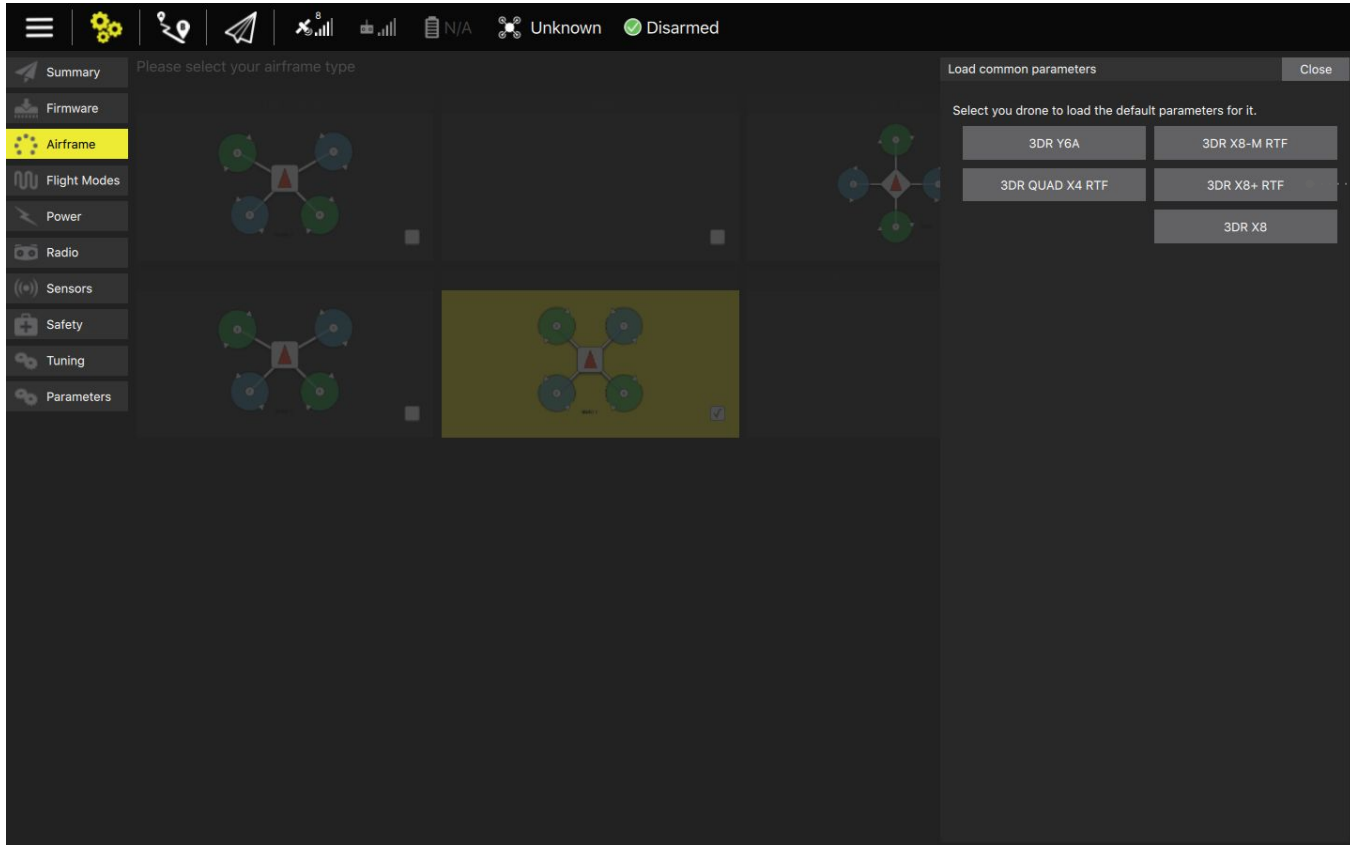 8
N/A
Unknown
Disarmed
Summary
Please select your airframe type
Firmware
Airframe
Flight Modes
Power
Radio
Sensors
Safety
Tuning
Parameters
Load common parameters
Close
Select you drone to load the default parameters for it.
3DR Y6A
3DR X8-M RTF
3DR QUAD X4 RTF
3DR X8+ RTF
3DR X8